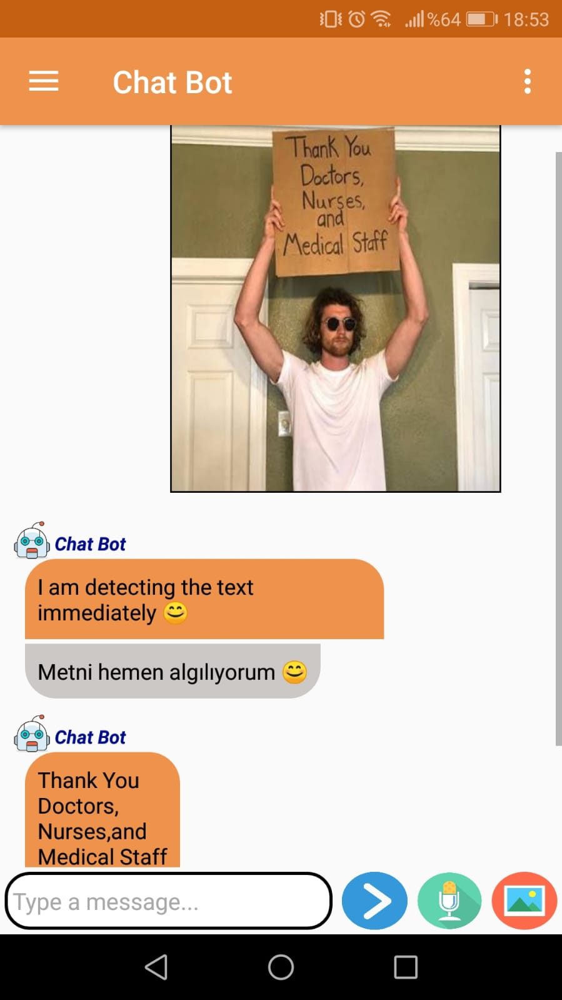 %64 18:53
Chat Bot
Thank You
Doctors,
Nurses,
and
Medical Staff
Chat Bot
I am detecting the text
immediately 😊
Metni hemen algılıyorum 😊
Chat Bot
Thank You
Doctors,
Nurses,and
Medical Staff
Type a message...